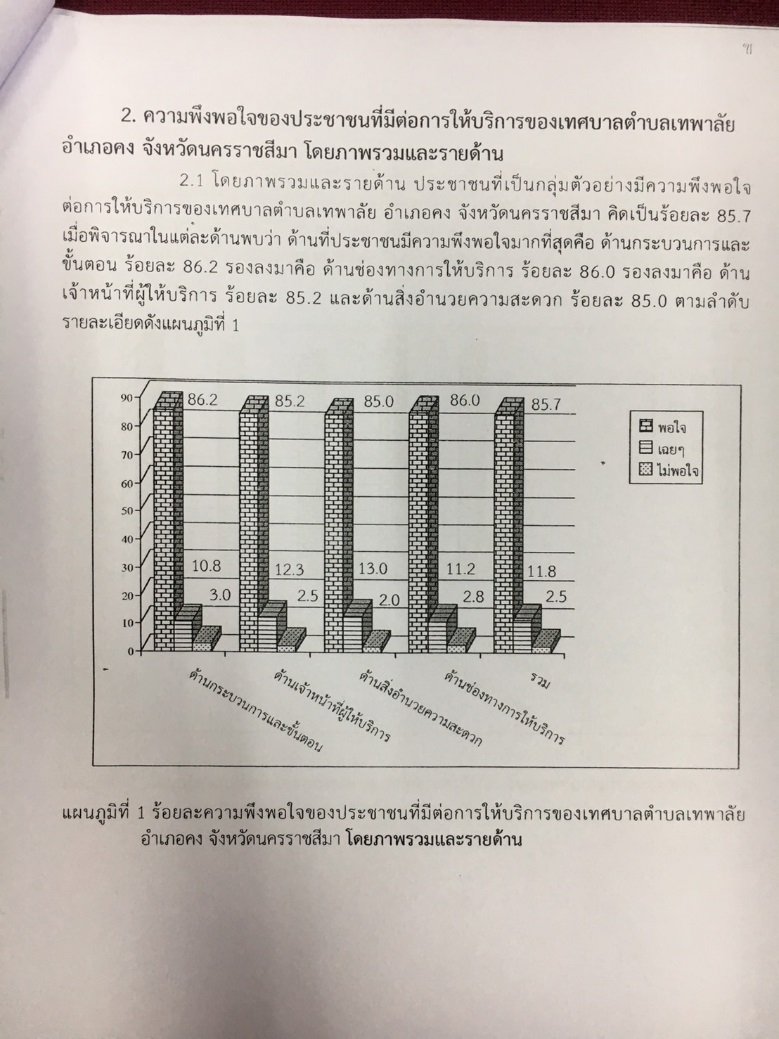 ซ
2. ความพึงพอใจของประชาชนที่มีต่อการให้บริการของเทศบาลตำบลเทพาลัย
อำเภอคง จังหวัดนครราชสีมา โดยภาพรวมและรายด้าน
2.1 โดยภาพรวมและรายด้าน ประชาชนที่เป็นกลุ่มตัวอย่างมีความพึงพอใจ
ต่อการให้บริการของเทศบาลตำบลเทพาลัย อำเภอคง จังหวัดนครราชสีมา คิดเป็นร้อยละ 85.7
เมื่อพิจารณาในแต่ละด้านพบว่า ด้านที่ประชาชนมีความพึงพอใจมากที่สุดคือ ด้านกระบวนการและ
ขั้นตอน ร้อยละ 86.2 รองลงมาคือ ด้านช่องทางการให้บริการ ร้อยละ 86.0 รองลงมาคือ ด้าน
เจ้าหน้าที่ผู้ให้บริการ ร้อยละ 85.2 และด้านสิ่งอำนวยความสะดวก ร้อยละ 85.0 ตามลำดับ
รายละเอียดดังแผนภูมิที่ 1
90
80
70
60
50
40
30
20
10
0
86.2 85.2 85.0 86.0 85.7
10.8 12.3 13.0 11.2 11.8
3.0 2.5 2.0 2.8 2.5
พอใจ
เฉยๆ
ไม่พอใจ
ด้านกระบวนการและขั้นตอน
ด้านเจ้าหน้าที่ผู้ให้บริการ
ด้านสิ่งอำนวยความสะดวก
ด้านช่องทางการให้บริการ
รวม
แผนภูมิที่ 1 ร้อยละความพึงพอใจของประชาชนที่มีต่อการให้บริการของเทศบาลตำบลเทพาลัย
อำเภอคง จังหวัดนครราชสีมา โดยภาพรวมและรายด้าน